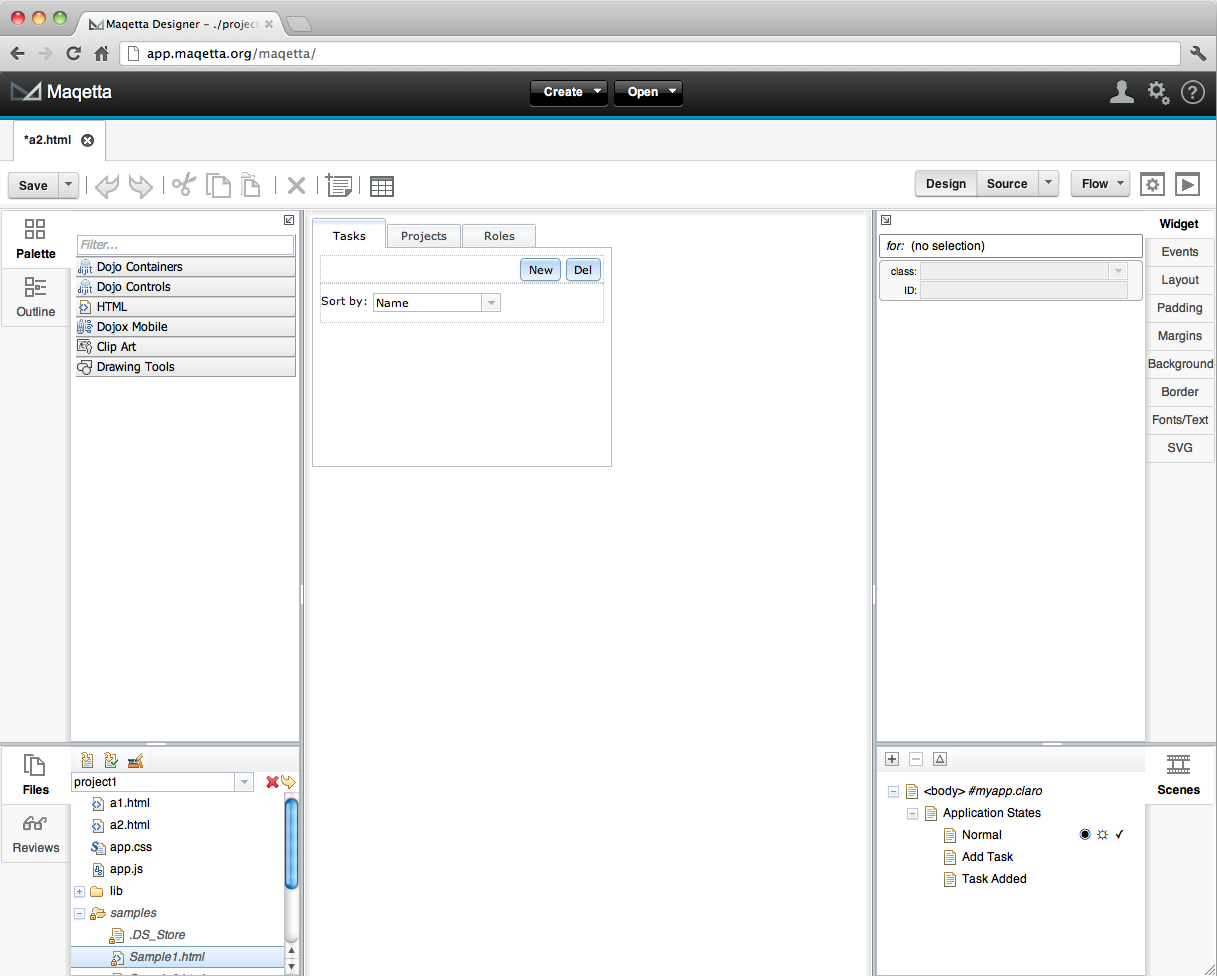 Maqetta Designer - ./project
app.maqetta.org/maqetta/
Maqetta
Create
Open
*a2.html
Save
Design
Source
Flow
Palette
Outline
Filter...
Dojo Containers
Dojo Controls
HTML
Dojox Mobile
Clip Art
Drawing Tools
Tasks
Projects
Roles
New
Del
Sort by:
Name
for: (no selection)
class:
ID:
Widget
Events
Layout
Padding
Margins
Background
Border
Fonts/Text
SVG
Files
Reviews
project1
a1.html
a2.html
app.css
app.js
lib
samples
.DS_Store
Sample1.html
<body> #myapp.claro
Application States
Normal
Add Task
Task Added
Scenes